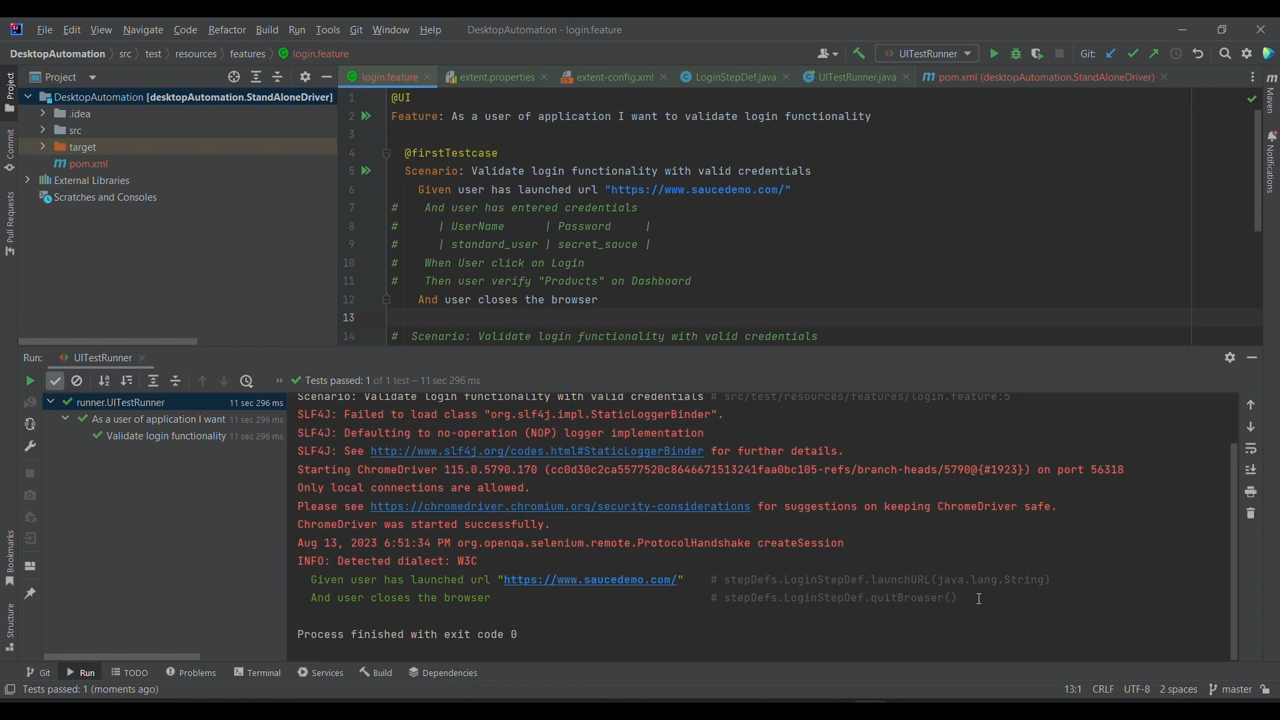 File Edit View Navigate Code Refactor Build Run Tools Git Window Help DesktopAutomation - login.feature
DesktopAutomation src test resources features login.feature UITestRunner Git:
Project login.feature extent.properties extent-config.xml LoginStepDef.java UITestRunner.java pom.xml (desktopAutomation.StandAloneDriver)
Project
Commit
Pull Requests
Bookmarks
Structure
Maven
Notifications
DesktopAutomation [desktopAutomation.StandAloneDriver]
.idea
src
target
pom.xml
External Libraries
Scratches and Consoles
1 @UI
2 Feature: As a user of application I want to validate login functionality
3
4 @firstTestcase
5 Scenario: Validate login functionality with valid credentials
6 Given user has launched url "https://www.saucedemo.com/"
7 # And user has entered credentials
8 # | UserName | Password |
9 # | standard_user | secret_sauce |
10 # When User click on Login
11 # Then user verify "Products" on Dashboard
12 And user closes the browser
13
14 # Scenario: Validate login functionality with valid credentials
Run: UITestRunner
Tests passed: 1 of 1 test – 11 sec 296 ms
runner.UITestRunner 11 sec 296 ms
As a user of application I want 11 sec 296 ms
Validate login functionality 11 sec 296 ms
Scenario: Validate login functionality with valid credentials # src/test/resources/features/login.feature:5
SLF4J: Failed to load class "org.slf4j.impl.StaticLoggerBinder".
SLF4J: Defaulting to no-operation (NOP) logger implementation
SLF4J: See http://www.slf4j.org/codes.html#StaticLoggerBinder for further details.
Starting ChromeDriver 115.0.5790.170 (cc0d30c2ca5577520c8646671513241faa0bc105-refs/branch-heads/5790@{#1923}) on port 56318
Only local connections are allowed.
Please see https://chromedriver.chromium.org/security-considerations for suggestions on keeping ChromeDriver safe.
ChromeDriver was started successfully.
Aug 13, 2023 6:51:34 PM org.openqa.selenium.remote.ProtocolHandshake createSession
INFO: Detected dialect: W3C
Given user has launched url "https://www.saucedemo.com/" # stepDefs.LoginStepDef.launchURL(java.lang.String)
And user closes the browser # stepDefs.LoginStepDef.quitBrowser()
Process finished with exit code 0
Git Run TODO Problems Terminal Services Build Dependencies
Tests passed: 1 (moments ago) 13:1 CRLF UTF-8 2 spaces master